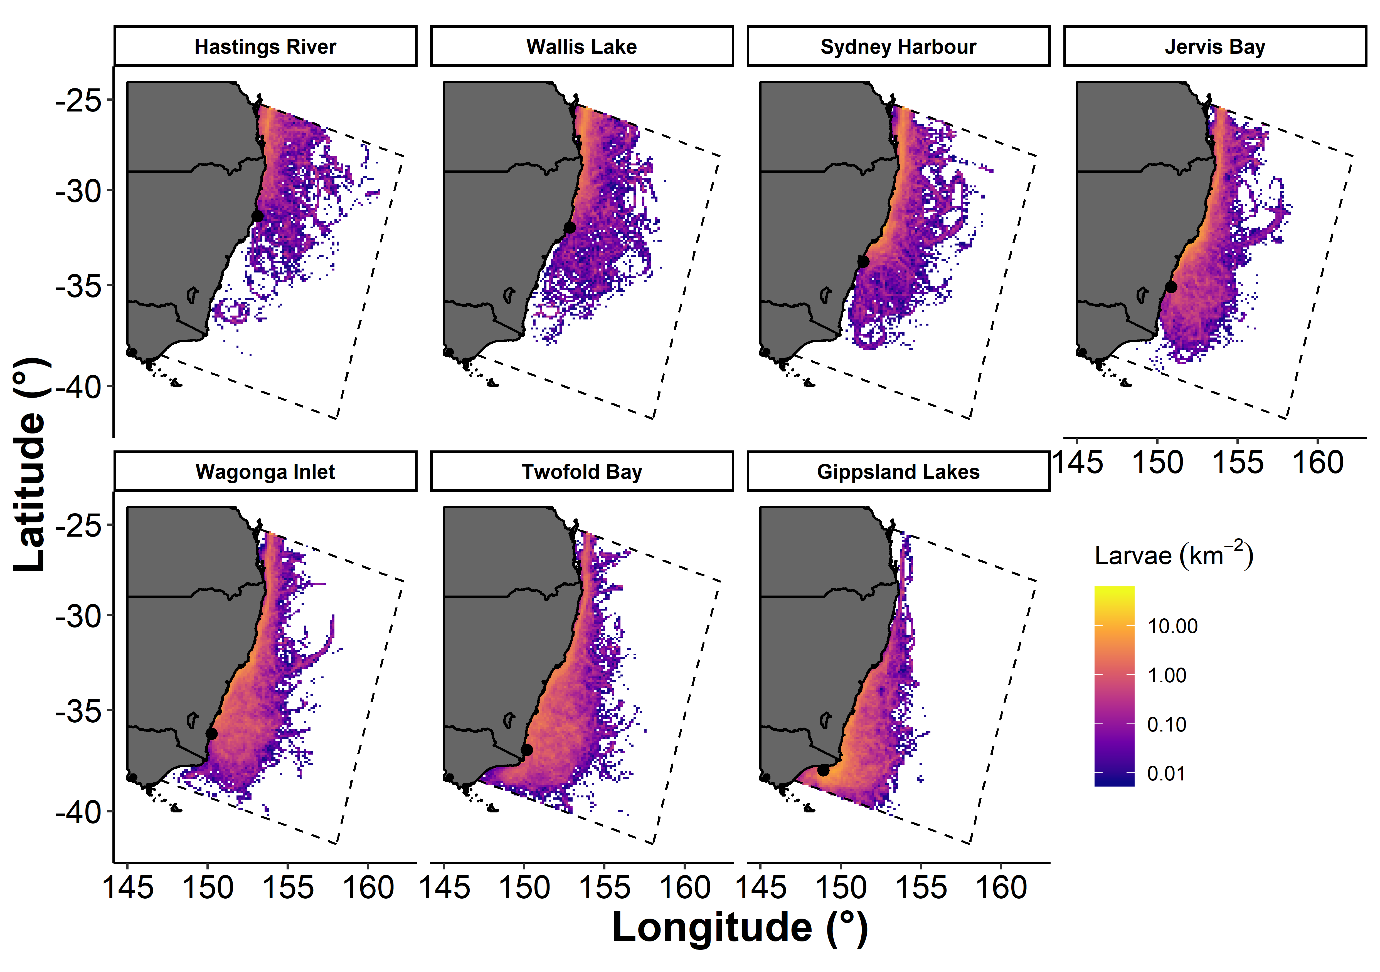 Hastings River
Wallis Lake
Sydney Harbour
Jervis Bay
-25
-30
-35
-40
145 150 155 160
Wagonga Inlet
Twofold Bay
Gippsland Lakes
-25
-30
-35
-40
145 150 155 160
145 150 155 160
145 150 155 160
Latitude (°)
Longitude (°)
Larvae (km⁻²)
10.00
1.00
0.10
0.01